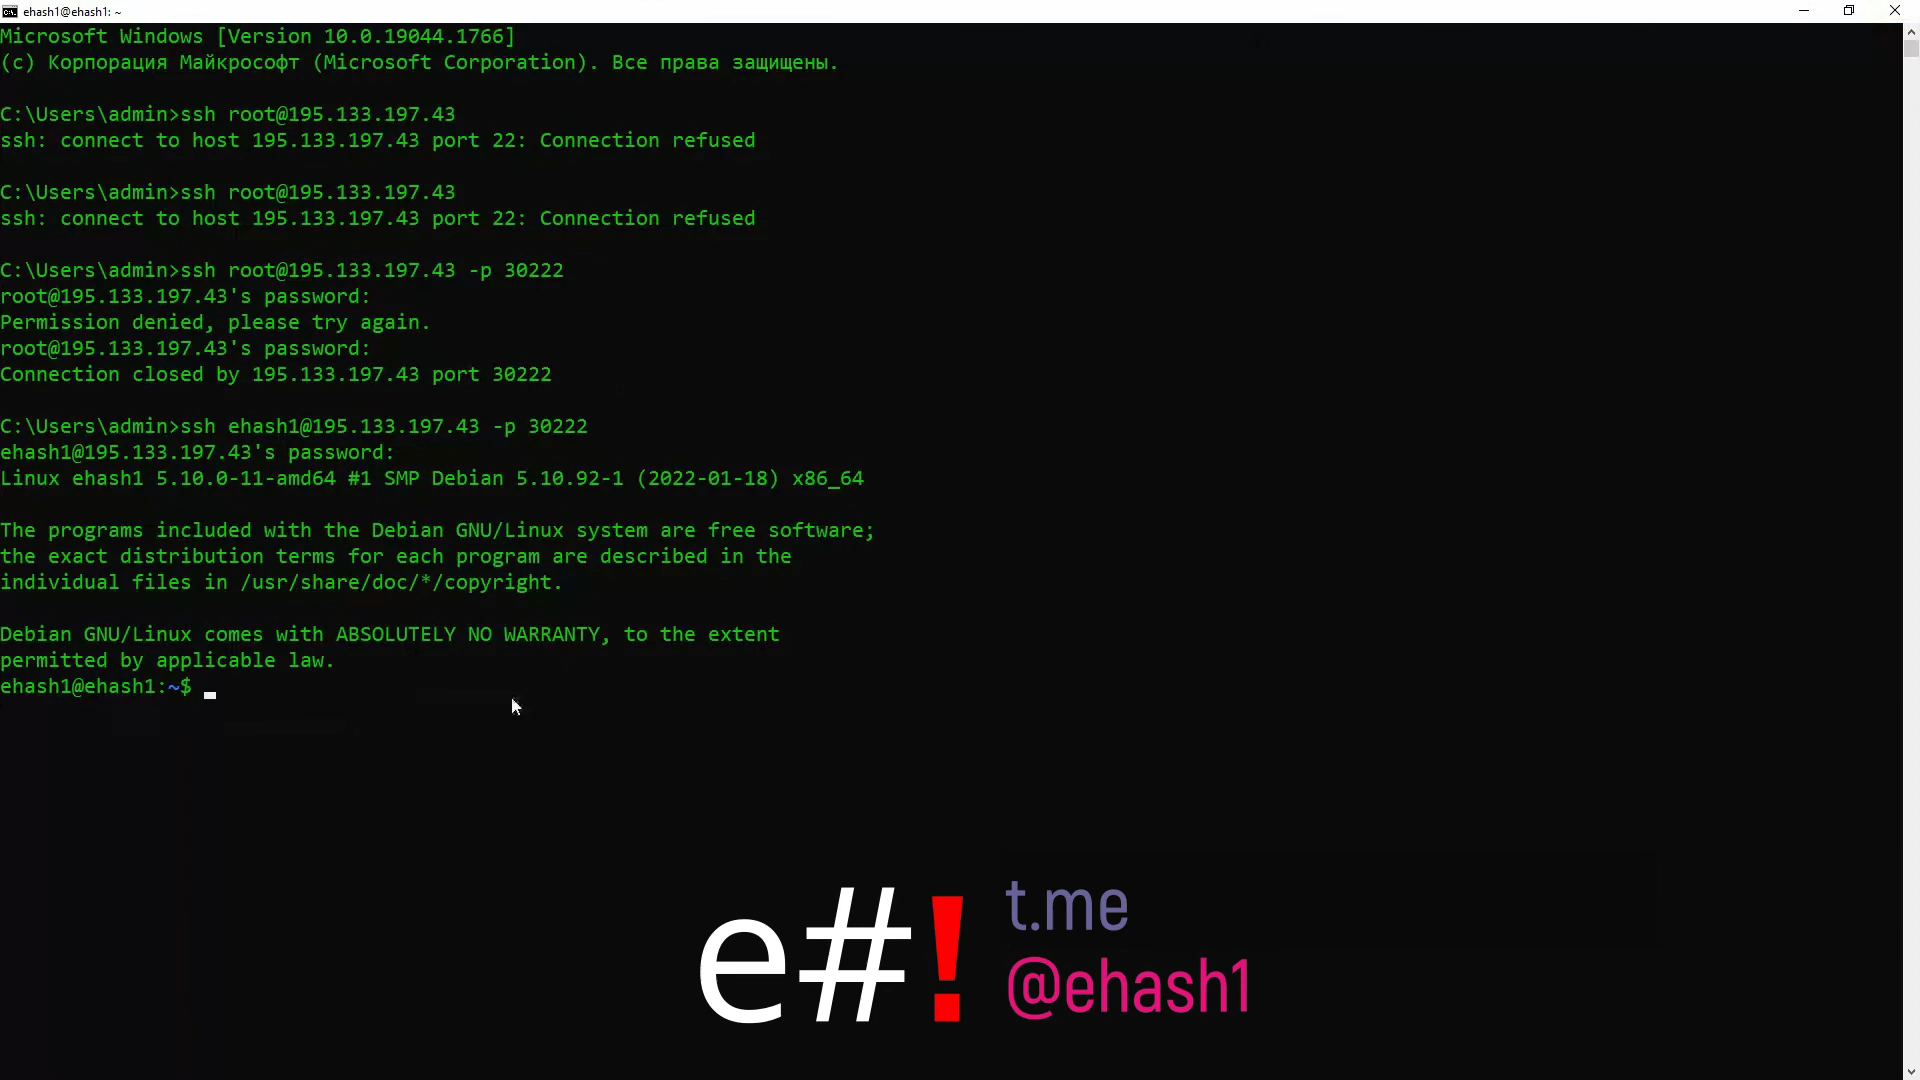 ehash1@ehash1: ~
Microsoft Windows [Version 10.0.19044.1766]
(c) Корпорация Майкрософт (Microsoft Corporation). Все права защищены.
C:\Users\admin>ssh root@195.133.197.43
ssh: connect to host 195.133.197.43 port 22: Connection refused
C:\Users\admin>ssh root@195.133.197.43
ssh: connect to host 195.133.197.43 port 22: Connection refused
C:\Users\admin>ssh root@195.133.197.43 -p 30222
root@195.133.197.43's password:
Permission denied, please try again.
root@195.133.197.43's password:
Connection closed by 195.133.197.43 port 30222
C:\Users\admin>ssh ehash1@195.133.197.43 -p 30222
ehash1@195.133.197.43's password:
Linux ehash1 5.10.0-11-amd64 #1 SMP Debian 5.10.92-1 (2022-01-18) x86_64
The programs included with the Debian GNU/Linux system are free software;
the exact distribution terms for each program are described in the
individual files in /usr/share/doc/*/copyright.
Debian GNU/Linux comes with ABSOLUTELY NO WARRANTY, to the extent
permitted by applicable law.
ehash1@ehash1:~$
e#!
t.me
@ehash1